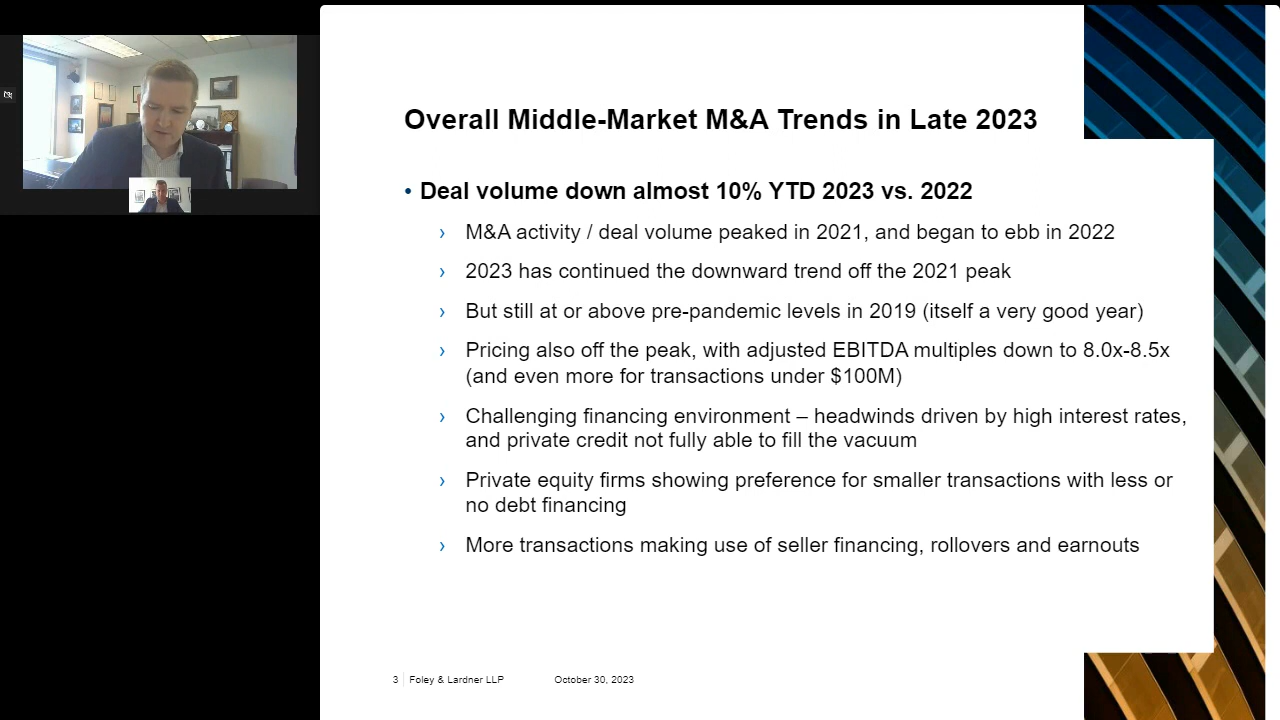 Overall Middle-Market M&A Trends in Late 2023
• Deal volume down almost 10% YTD 2023 vs. 2022
› M&A activity / deal volume peaked in 2021, and began to ebb in 2022
› 2023 has continued the downward trend off the 2021 peak
› But still at or above pre-pandemic levels in 2019 (itself a very good year)
› Pricing also off the peak, with adjusted EBITDA multiples down to 8.0x-8.5x
(and even more for transactions under $100M)
› Challenging financing environment – headwinds driven by high interest rates,
and private credit not fully able to fill the vacuum
› Private equity firms showing preference for smaller transactions with less or
no debt financing
› More transactions making use of seller financing, rollovers and earnouts
3 Foley & Lardner LLP October 30, 2023